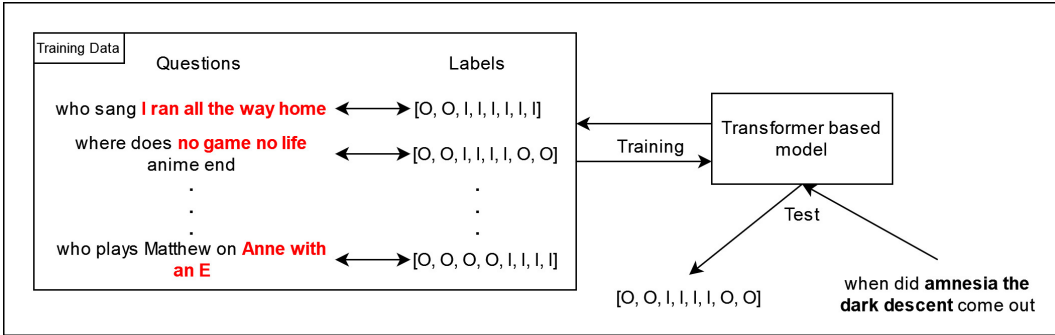 Training Data
Questions
Labels
who sang I ran all the way home
[O, O, I, I, I, I, I, I]
where does no game no life
anime end
[O, O, I, I, I, I, O, O]
.
.
.
.
.
.
who plays Matthew on Anne with
an E
[O, O, O, O, I, I, I, I]
Training
Transformer based
model
Test
[O, O, I, I, I, I, O, O]
when did amnesia the
dark descent come out